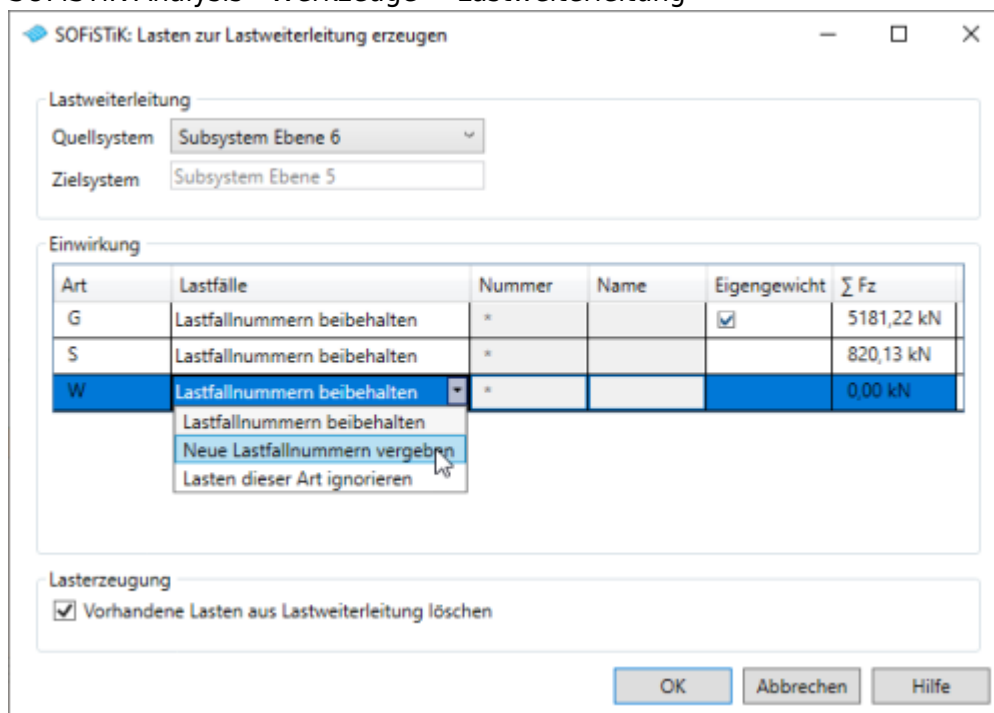 SOFiSTiK: Lasten zur Lastweiterleitung erzeugen
Lastweiterleitung
Quellsystem Subsystem Ebene 6
Zielsystem Subsystem Ebene 5
Einwirkung
Art Lastfälle Nummer Name Eigengewicht ∑ Fz
G Lastfallnummern beibehalten * 5181,22 kN
S Lastfallnummern beibehalten * 820,13 kN
W Lastfallnummern beibehalten * 0,00 kN
Lastfallnummern beibehalten
Neue Lastfallnummern vergeben
Lasten dieser Art ignorieren
Lasterzeugung
Vorhandene Lasten aus Lastweiterleitung löschen
OK Abbrechen Hilfe